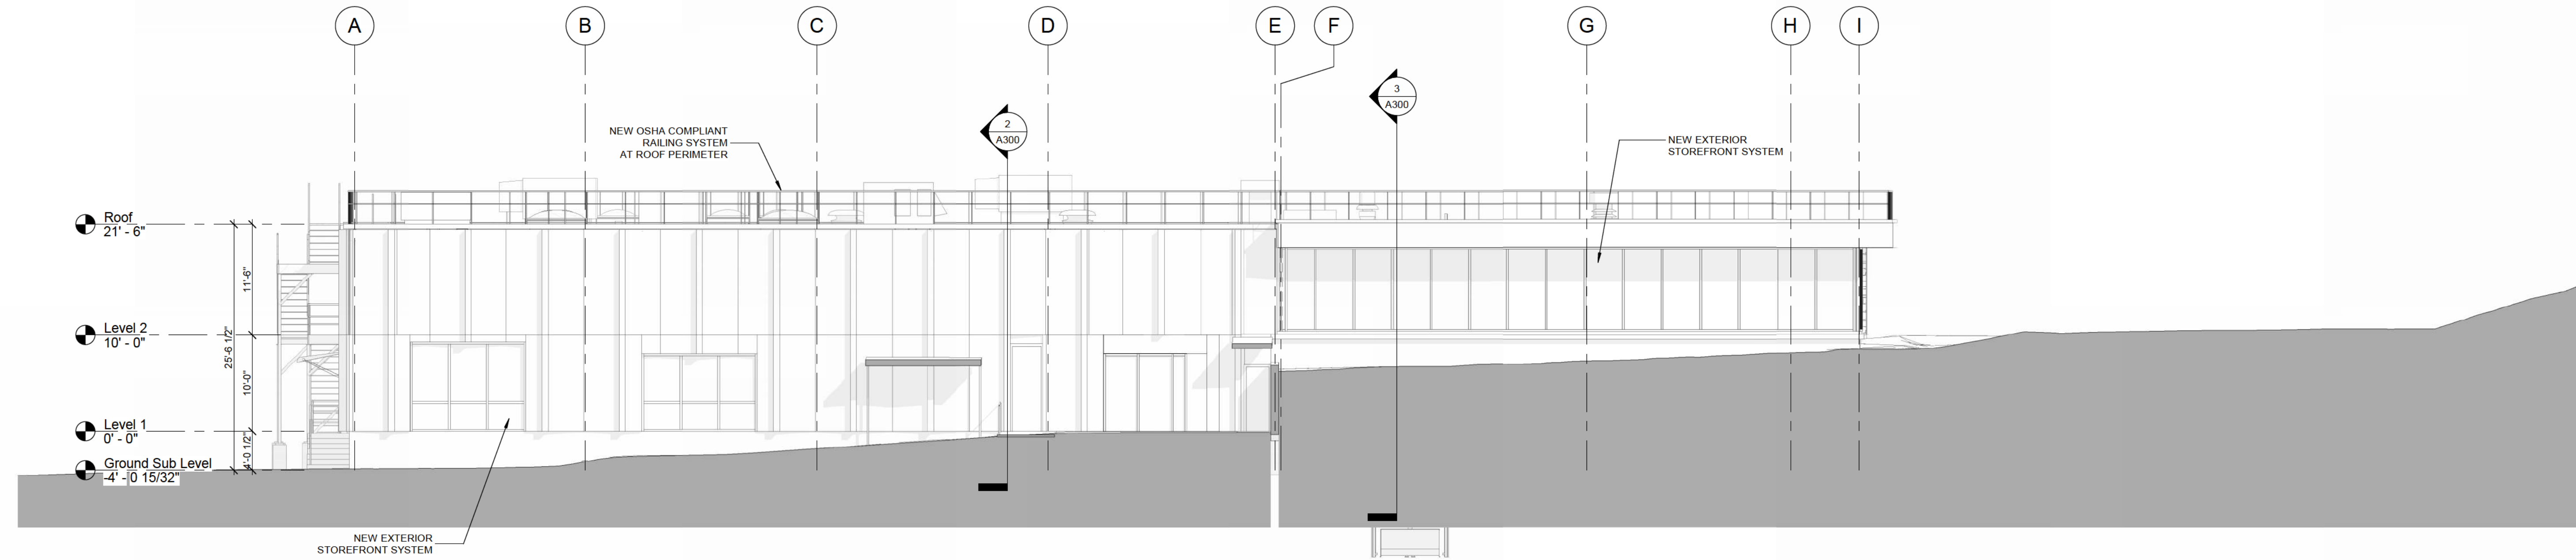 A
B
C
D
E
F
G
H
I
3
A300
2
A300
NEW OSHA COMPLIANT
RAILING SYSTEM
AT ROOF PERIMETER
NEW EXTERIOR
STOREFRONT SYSTEM
Roof
21' - 6"
11'-6"
Level 2
10' - 0"
25'-6 1/2"
10'-0"
Level 1
0' - 0"
4'-0 1/2"
Ground Sub Level
-4' - 0 15/32"
NEW EXTERIOR
STOREFRONT SYSTEM